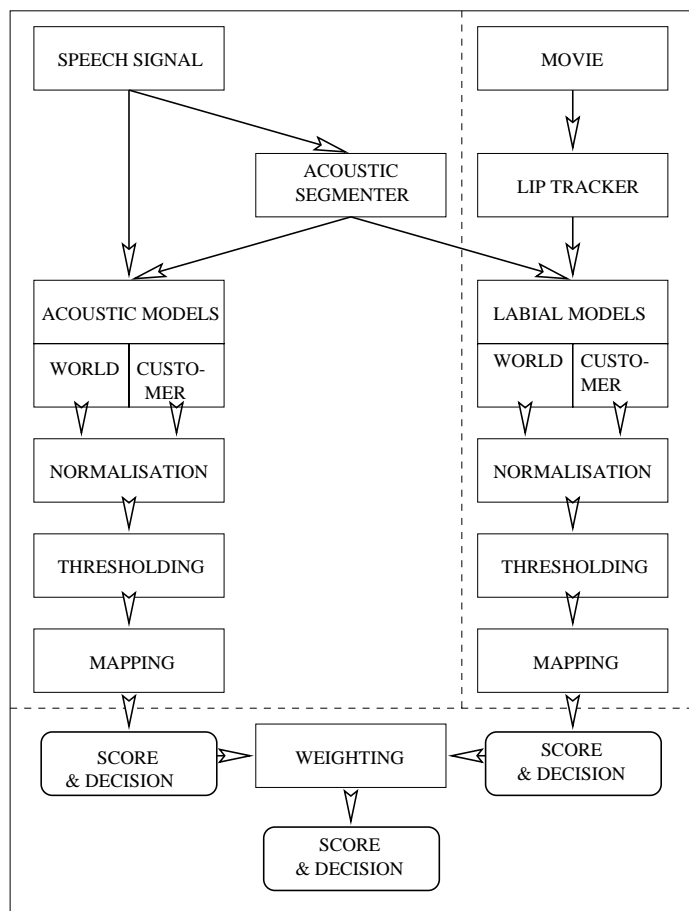 SPEECH SIGNAL
MOVIE
ACOUSTIC
SEGMENTER
LIP TRACKER
ACOUSTIC MODELS
LABIAL MODELS
WORLD
CUSTO-
MER
WORLD
CUSTO-
MER
NORMALISATION
NORMALISATION
THRESHOLDING
THRESHOLDING
MAPPING
MAPPING
SCORE
& DECISION
WEIGHTING
SCORE
& DECISION
SCORE
& DECISION